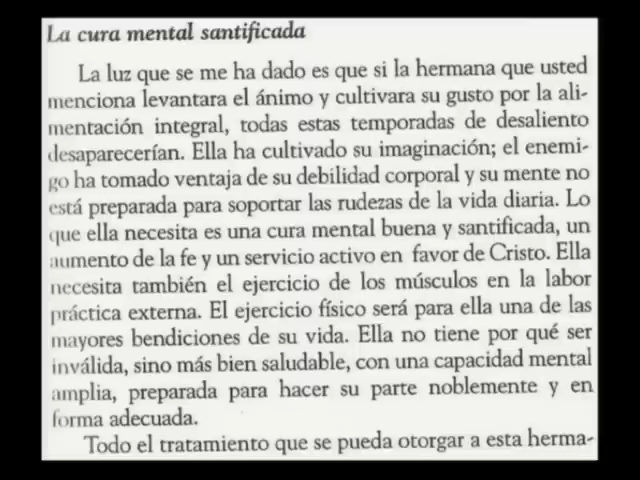 La cura mental santificada
La luz que se me ha dado es que si la hermana que usted
menciona levantara el ánimo y cultivara su gusto por la ali-
mentación integral, todas estas temporadas de desaliento
desaparecerían. Ella ha cultivado su imaginación; el enemi-
go ha tomado ventaja de su debilidad corporal y su mente no
está preparada para soportar las rudezas de la vida diaria. Lo
que ella necesita es una cura mental buena y santificada, un
aumento de la fe y un servicio activo en favor de Cristo. Ella
necesita también el ejercicio de los músculos en la labor
práctica externa. El ejercicio físico será para ella una de las
mayores bendiciones de su vida. Ella no tiene por qué ser
inválida, sino más bien saludable, con una capacidad mental
amplia, preparada para hacer su parte noblemente y en
forma adecuada.
Todo el tratamiento que se pueda otorgar a esta herma-